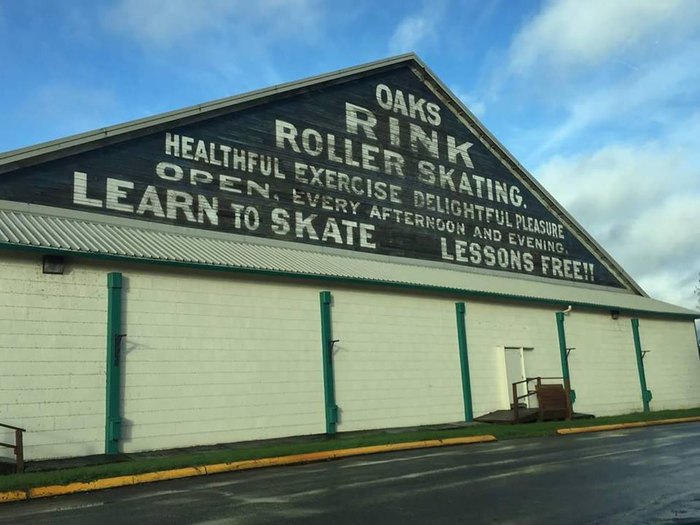 OAKS
RINK
ROLLER SKATING.
HEALTHFUL EXERCISE DELIGHTFUL PLEASURE
OPEN. EVERY AFTERNOON AND EVENING
LEARN TO SKATE LESSONS FREE!!